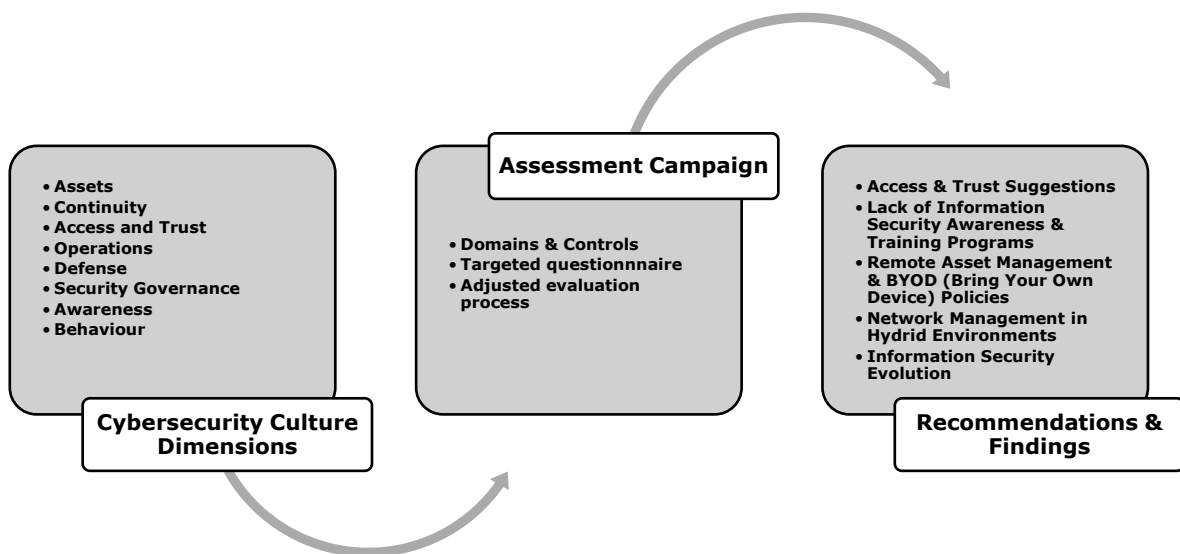 • Assets
• Continuity
• Access and Trust
• Operations
• Defense
• Security Governance
• Awareness
• Behaviour
Cybersecurity Culture
Dimensions
Assessment Campaign
• Domains & Controls
• Targeted questionnnaire
• Adjusted evaluation
process
• Access & Trust Suggestions
• Lack of Information
Security Awareness &
Training Programs
• Remote Asset Management
& BYOD (Bring Your Own
Device) Policies
• Network Management in
Hydrid Environments
• Information Security
Evolution
Recommendations &
Findings